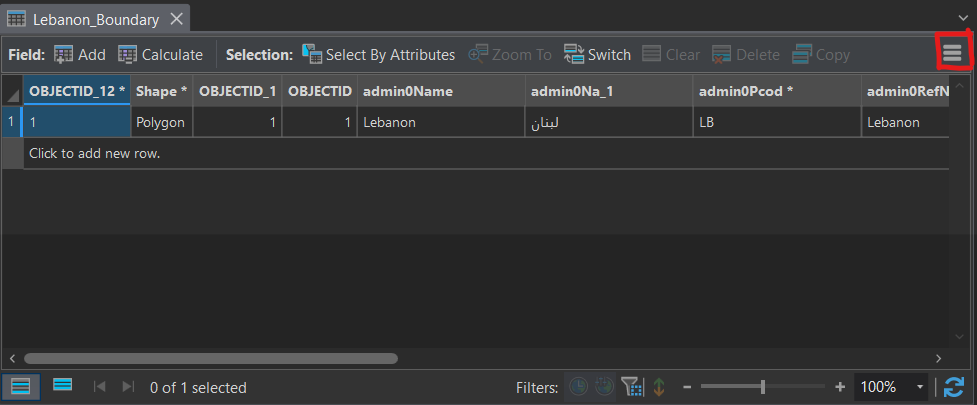 Lebanon_Boundary
Field: Add Calculate Selection: Select By Attributes Zoom To Switch Clear Delete Copy
OBJECTID_12 * Shape * OBJECTID_1 OBJECTID admin0Name admin0Na_1 admin0Pcod * admin0RefN
1 1 Polygon 1 1 Lebanon لبنان LB Lebanon
Click to add new row.
0 of 1 selected Filters: 100%